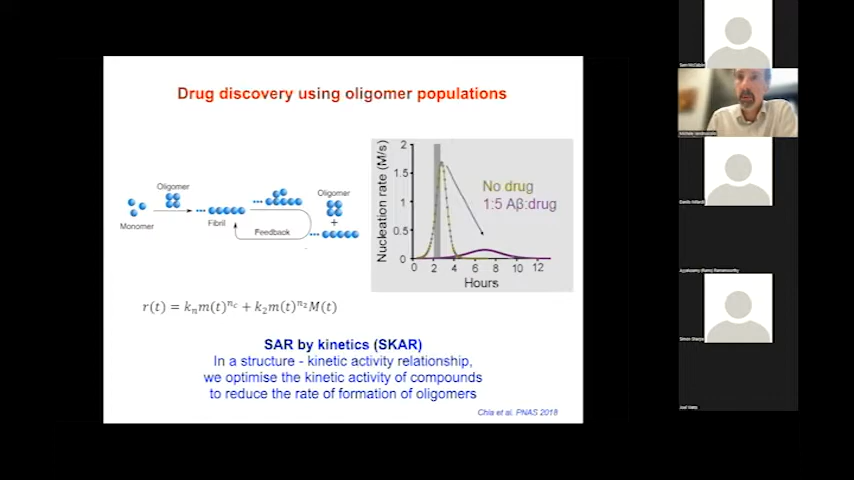 Drug discovery using oligomer populations
Oligomer
Monomer
Fibril
Feedback
Oligomer
+
Nucleation rate (M/s)
2
1.5
1
0.5
0
0 2 4 6 8 10 12
Hours
No drug
1:5 Aβ:drug
r(t) = kₙm(t)ⁿᶜ + k₂m(t)ⁿ²M(t)
SAR by kinetics (SKAR)
In a structure - kinetic activity relationship,
we optimise the kinetic activity of compounds
to reduce the rate of formation of oligomers
Chia et al. PNAS 2018